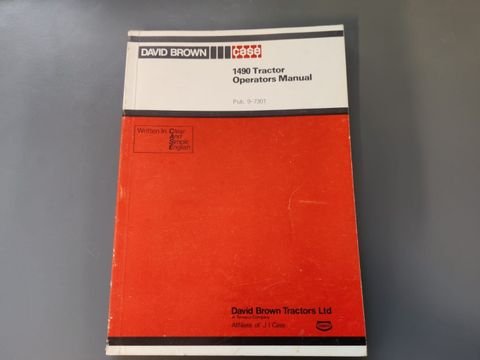 DAVID BROWN case
1490 Tractor
Operators Manual
Pub. 9-7301
Written In Clear
And
Simple
English
David Brown Tractors Ltd
A Tenneco Company
Affiliate of J I Case